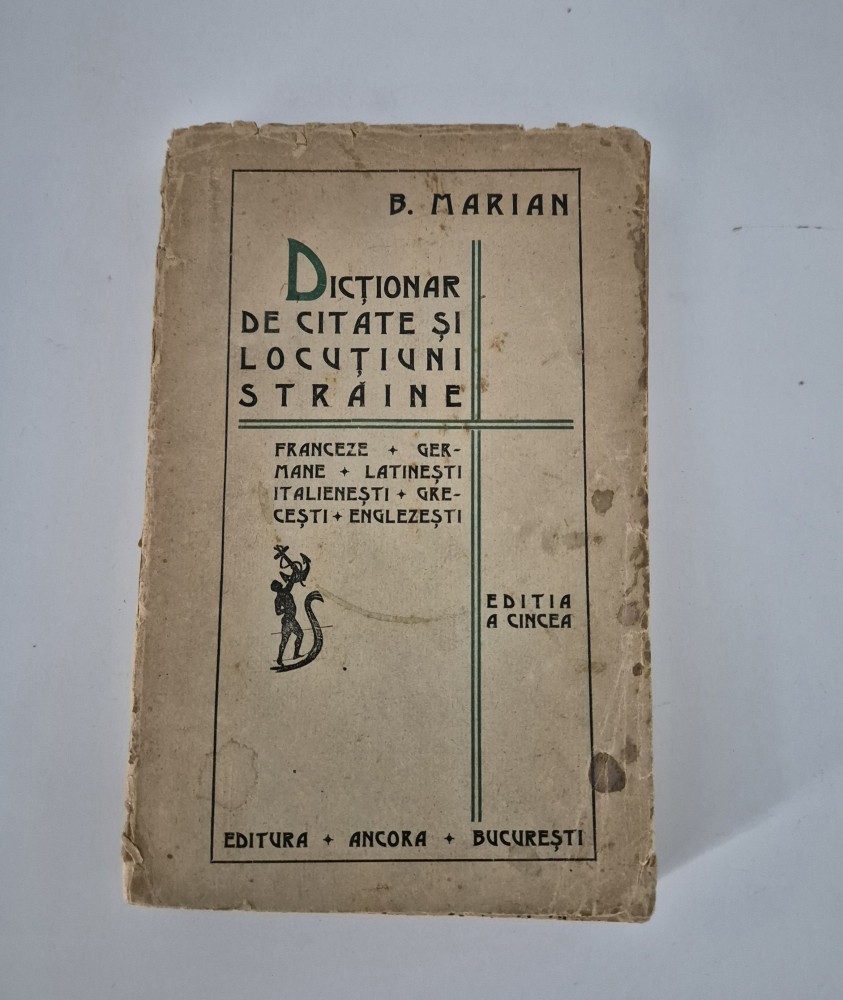 B. MARIAN
DICȚIONAR
DE CITATE ȘI
LOCUȚIUNI
STRĂINE
FRANCEZE + GER-
MANE + LATINEȘTI
ITALIENEȘTI + GRE-
CEȘTI + ENGLEZEȘTI
EDITIA
A CINCEA
EDITURA + ANCORA + BUCUREȘTI